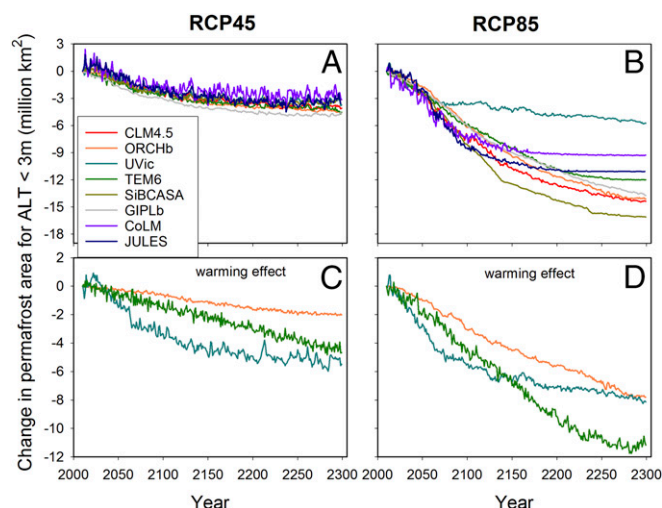 RCP45
RCP85
Change in permafrost area for ALT < 3m (million km²)
3
0
-3
-6
-9
-12
-15
-18
A
B
CLM4.5
ORCHb
UVic
TEM6
SiBCASA
GIPLb
CoLM
JULES
2
0
-2
-4
-6
-8
-10
-12
warming effect
C
warming effect
D
2000 2050 2100 2150 2200 2250 2300
2000 2050 2100 2150 2200 2250 2300
Year
Year